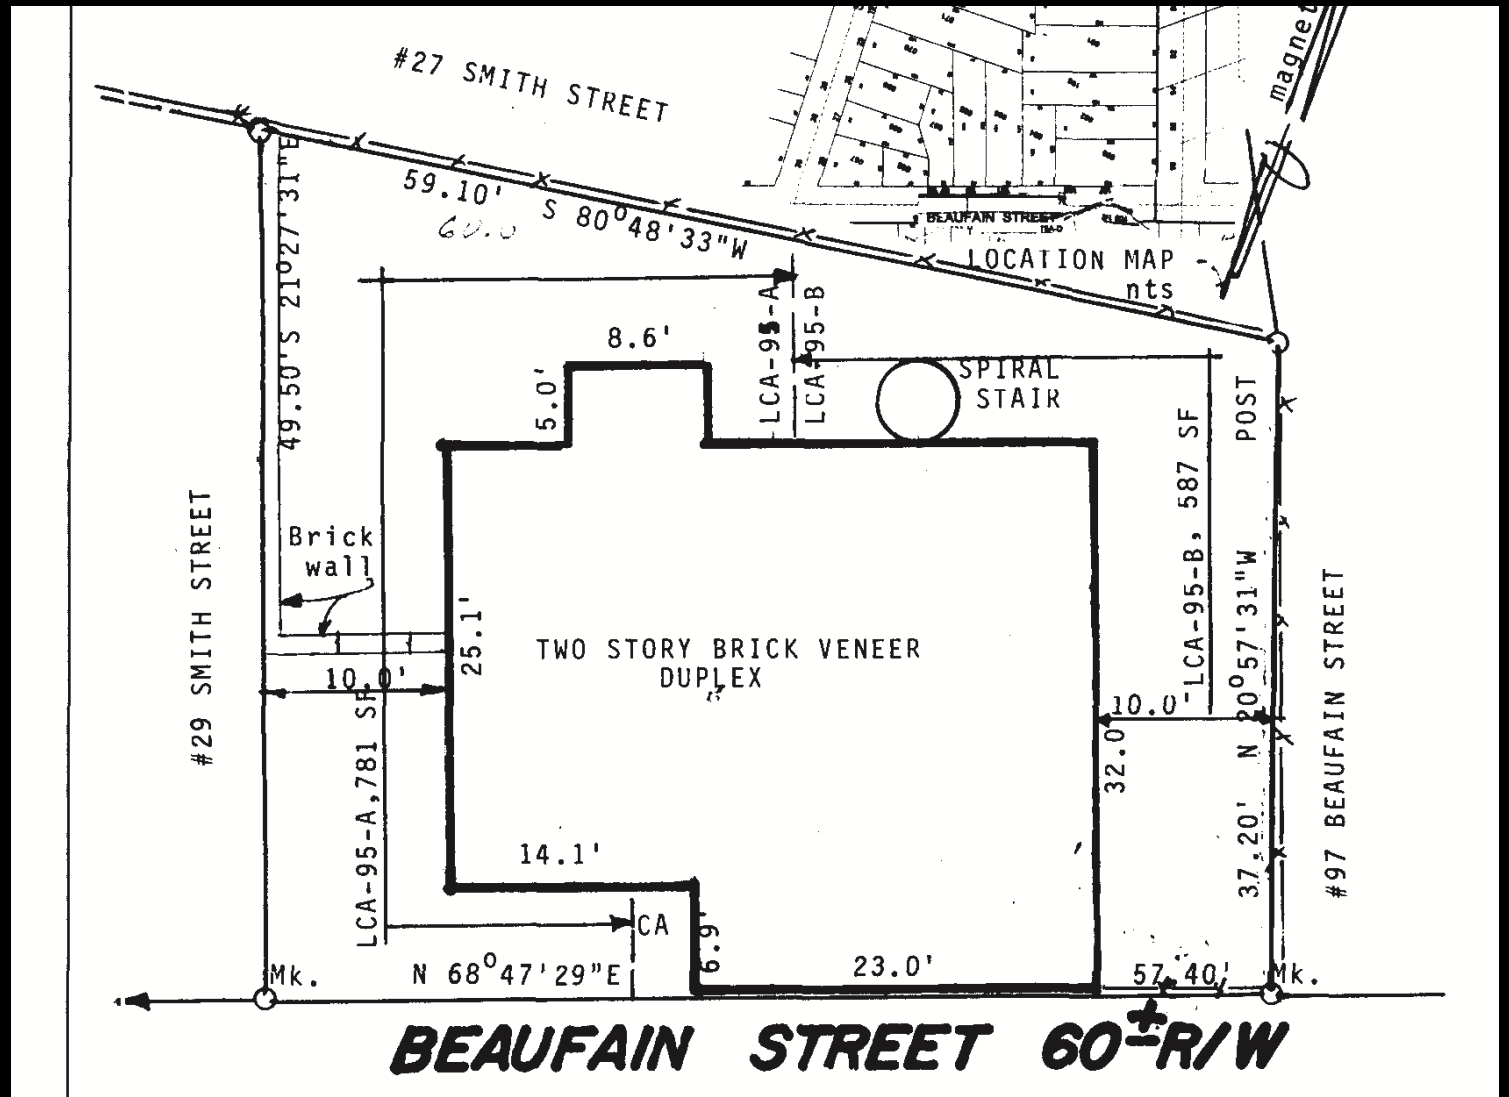 #27 SMITH STREET
magnet
59.10'
60.0
S 80°48'33"W
BEAUFAIN STREET
LOCATION MAP
nts
49.50' S 21°27'31"E
8.6'
5.0'
LCA-95-A
LCA-95-B
SPIRAL
STAIR
POST
LCA-95-B, 587 SF
#29 SMITH STREET
Brick
wall
25.1'
TWO STORY BRICK VENEER
DUPLEX
10.0'
10.0'
32.0'
37.20' N 20°57'31"W
#97 BEAUFAIN STREET
LCA-95-A,781 SF
14.1'
CA
6.9'
23.0'
Mk.
N 68°47'29"E
57.40'
Mk.
BEAUFAIN STREET 60±R/W